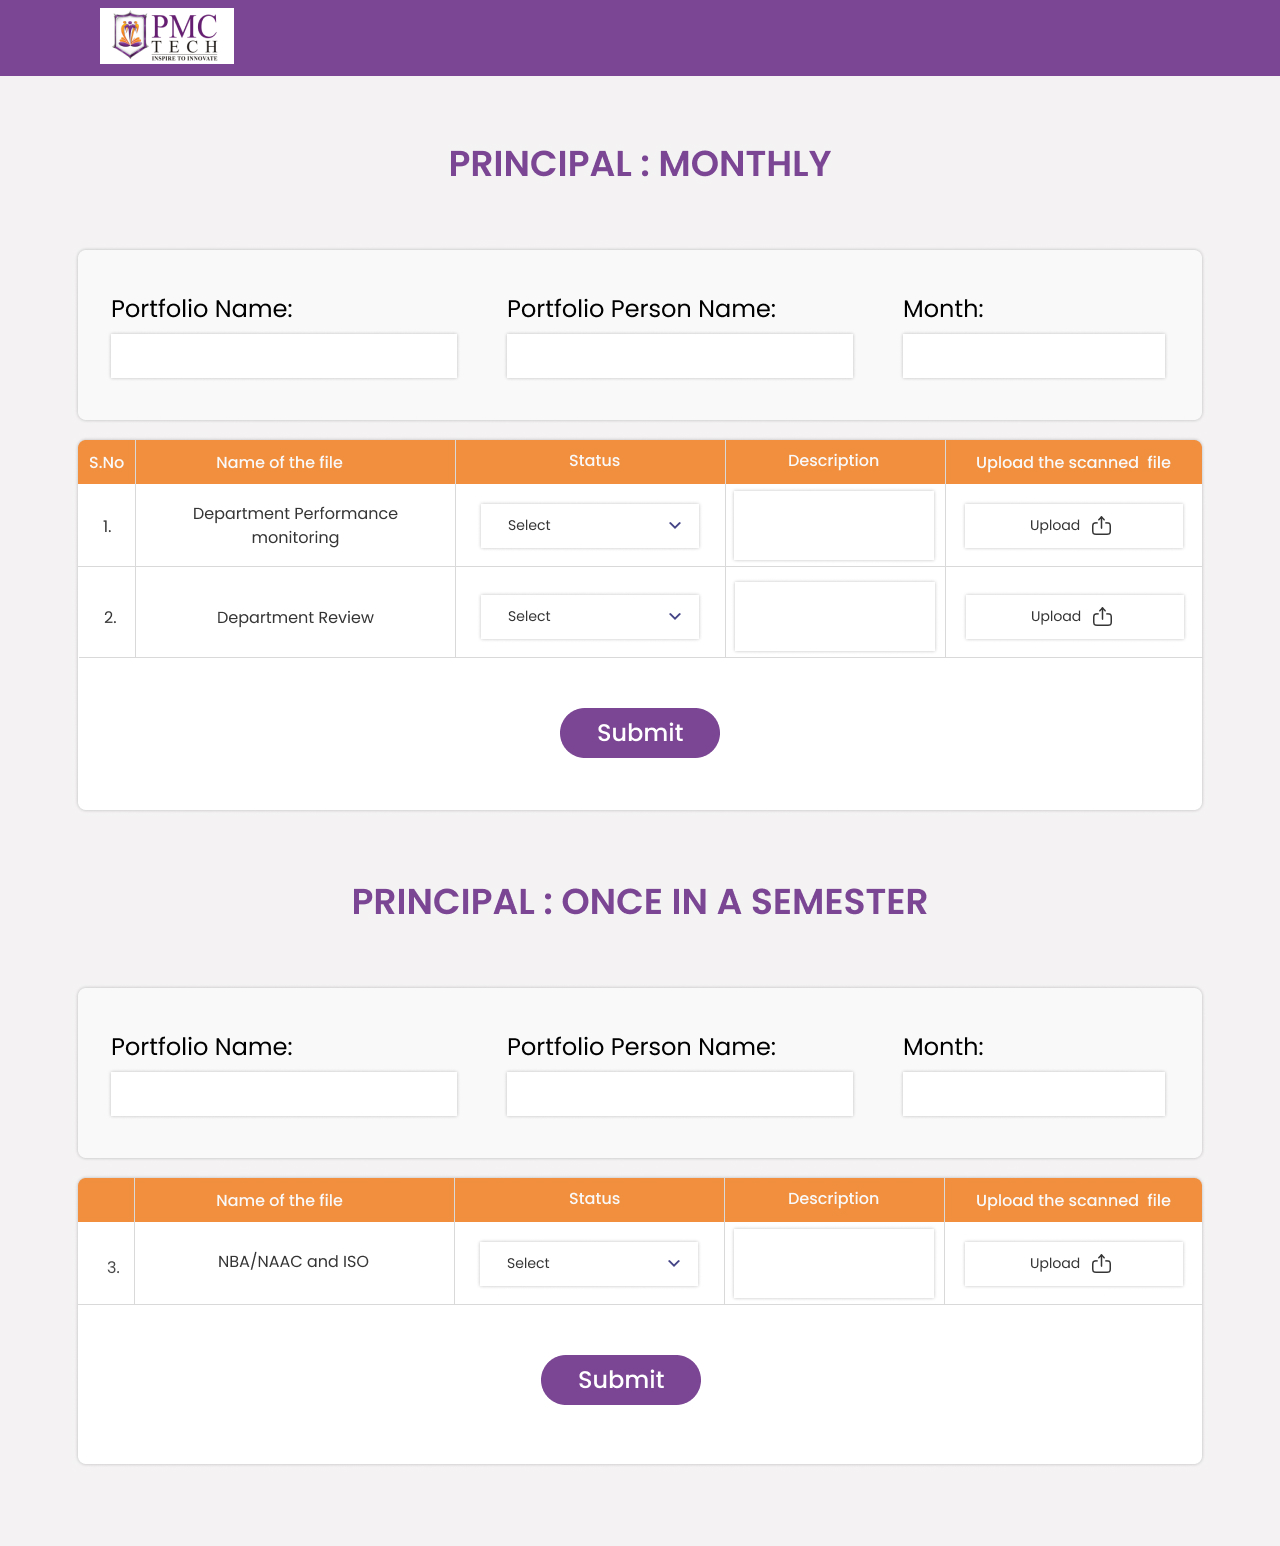 PMC
TECH
INSPIRE TO INNOVATE
PRINCIPAL : MONTHLY
Portfolio Name:
Portfolio Person Name:
Month:
S.No
Name of the file
Status
Description
Upload the scanned  file
1.
Department Performance
monitoring
Select
Upload
2.
Department Review
Select
Upload
Submit
PRINCIPAL : ONCE IN A SEMESTER
Portfolio Name:
Portfolio Person Name:
Month:
Name of the file
Status
Description
Upload the scanned  file
3.
NBA/NAAC and ISO
Select
Upload
Submit